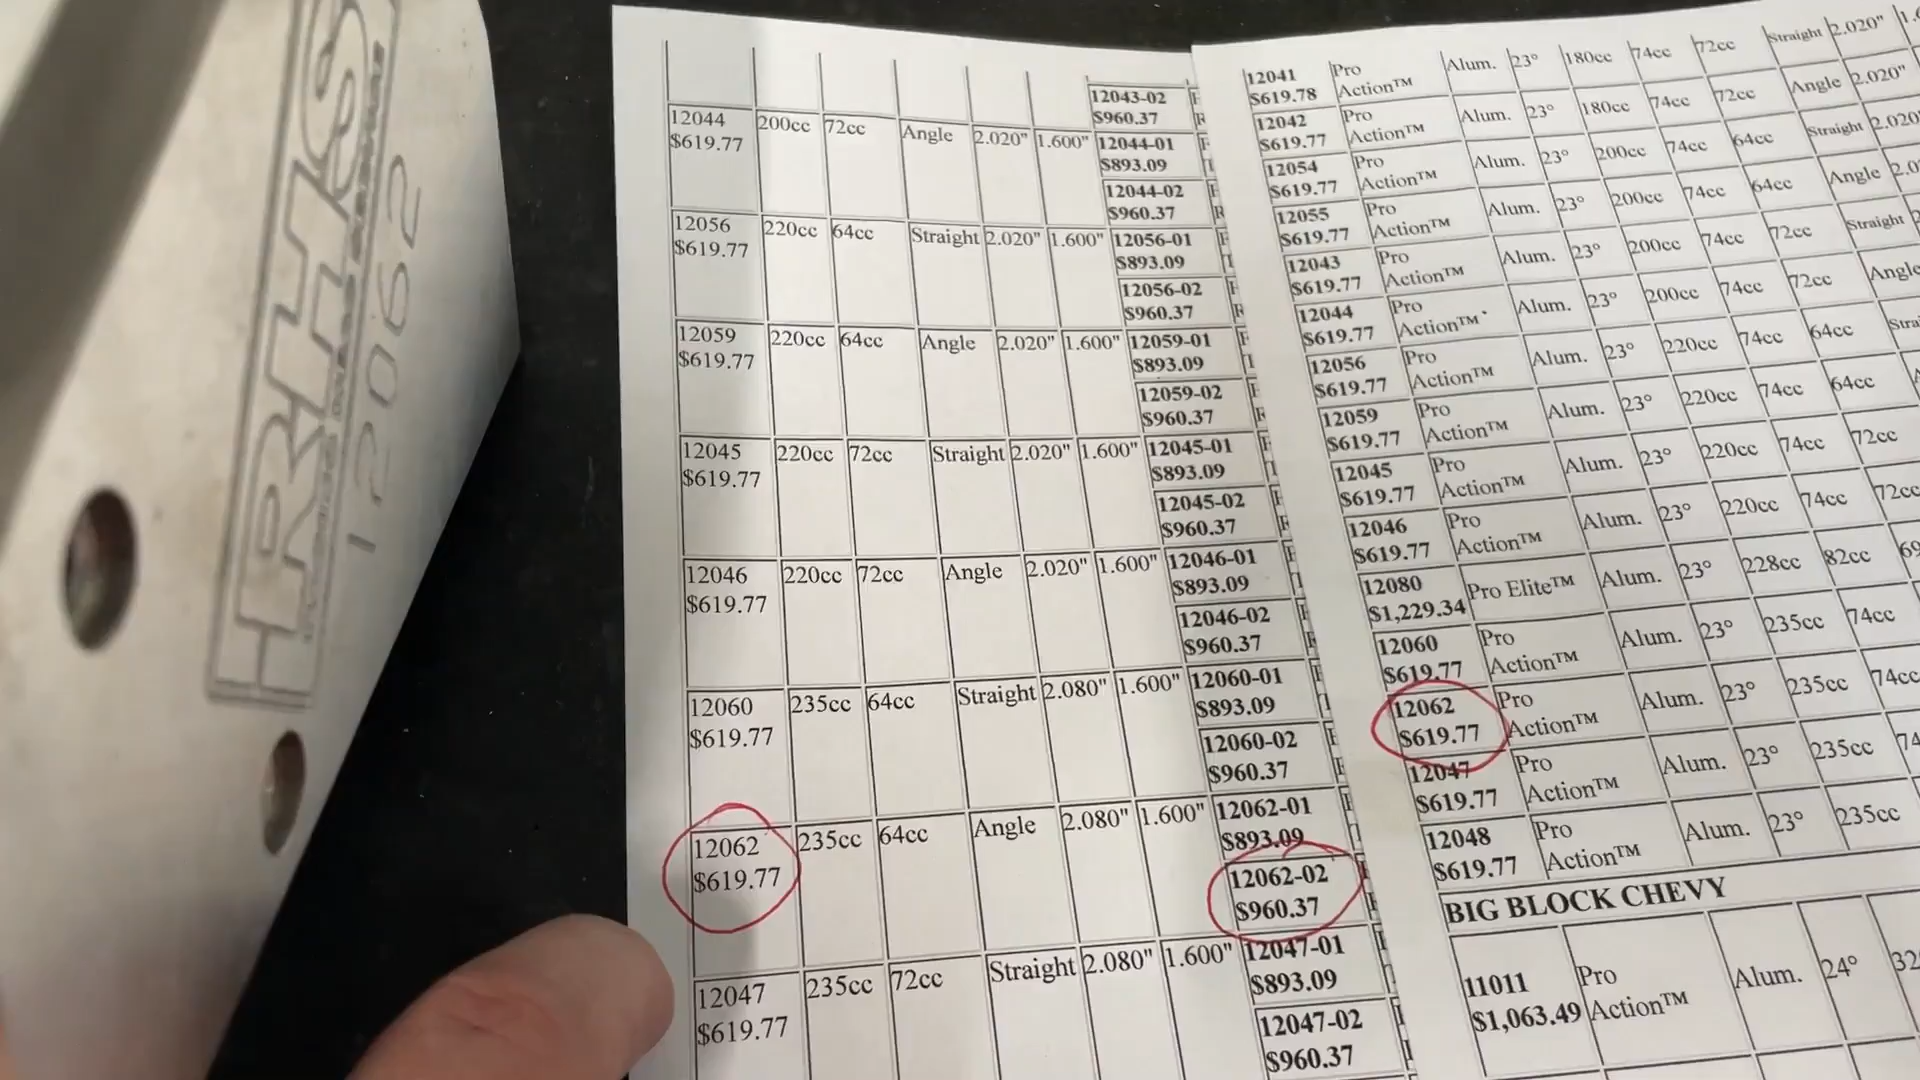 RHS
12062
12043-02
$960.37
12044 200cc 72cc Angle 2.020" 1.600" 12044-01
$619.77 $893.09
12044-02
$960.37
12056 220cc 64cc Straight 2.020" 1.600" 12056-01
$619.77 $893.09
12056-02
$960.37
12059 220cc 64cc Angle 2.020" 1.600" 12059-01
$619.77 $893.09
12059-02
$960.37
12045 220cc 72cc Straight 2.020" 1.600" 12045-01
$619.77 $893.09
12045-02
$960.37
12046 220cc 72cc Angle 2.020" 1.600" 12046-01
$619.77 $893.09
12046-02
$960.37
12060 235cc 64cc Straight 2.080" 1.600" 12060-01
$619.77 $893.09
12060-02
$960.37
12062 235cc 64cc Angle 2.080" 1.600" 12062-01
$619.77 $893.09
12062-02
$960.37
12047 235cc 72cc Straight 2.080" 1.600" 12047-01
$619.77 $893.09
12047-02
$960.37
12041 Pro Alum. 23° 180cc 74cc 72cc Straight 2.020"
$619.78 Action™
12042 Pro Alum. 23° 180cc 74cc 72cc Angle 2.020"
$619.77 Action™
12054 Pro Alum. 23° 200cc 74cc 64cc Straight 2.020"
$619.77 Action™
12055 Pro Alum. 23° 200cc 74cc 64cc Angle
$619.77 Action™
12043 Pro Alum. 23° 200cc 74cc 72cc Straight
$619.77 Action™
12044 Pro Alum. 23° 200cc 74cc 72cc Angle
$619.77 Action™
12056 Pro Alum. 23° 220cc 74cc 64cc
$619.77 Action™
12059 Pro Alum. 23° 220cc 74cc 64cc
$619.77 Action™
12045 Pro Alum. 23° 220cc 74cc 72cc
$619.77 Action™
12046 Pro Alum. 23° 220cc 74cc 72cc
$619.77 Action™
12080 Pro Elite™ Alum. 23° 228cc 82cc
$1,229.34
12060 Pro Alum. 23° 235cc 74cc
$619.77 Action™
12062 Pro Alum. 23° 235cc 74cc
$619.77 Action™
12047 Pro Alum. 23° 235cc
$619.77 Action™
12048 Pro Alum. 23° 235cc
$619.77 Action™
BIG BLOCK CHEVY
11011 Pro Alum. 24°
$1,063.49 Action™